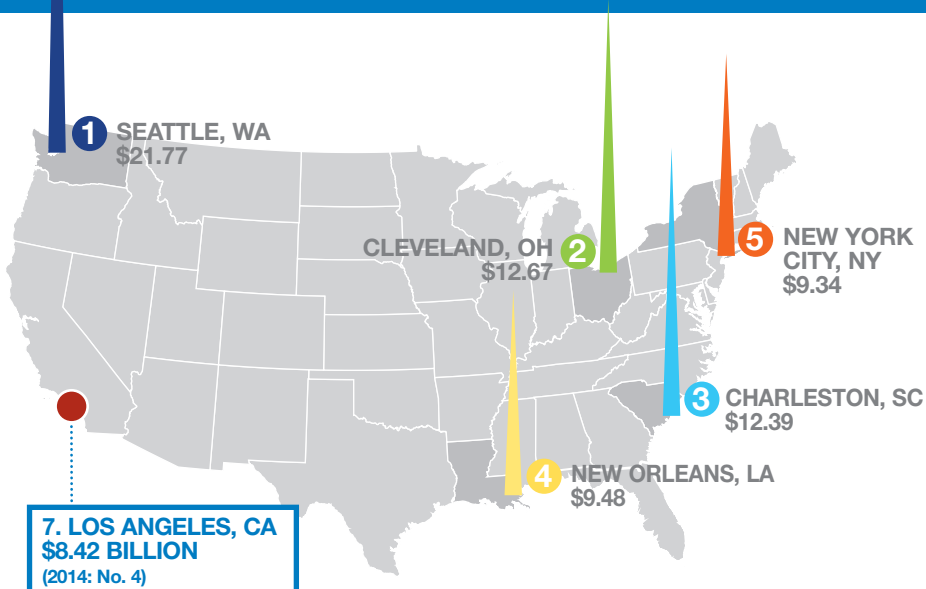 1
SEATTLE, WA
$21.77
CLEVELAND, OH
$12.67
2
5
NEW YORK
CITY, NY
$9.34
3
CHARLESTON, SC
$12.39
4
NEW ORLEANS, LA
$9.48
7. LOS ANGELES, CA
$8.42 BILLION
(2014: No. 4)